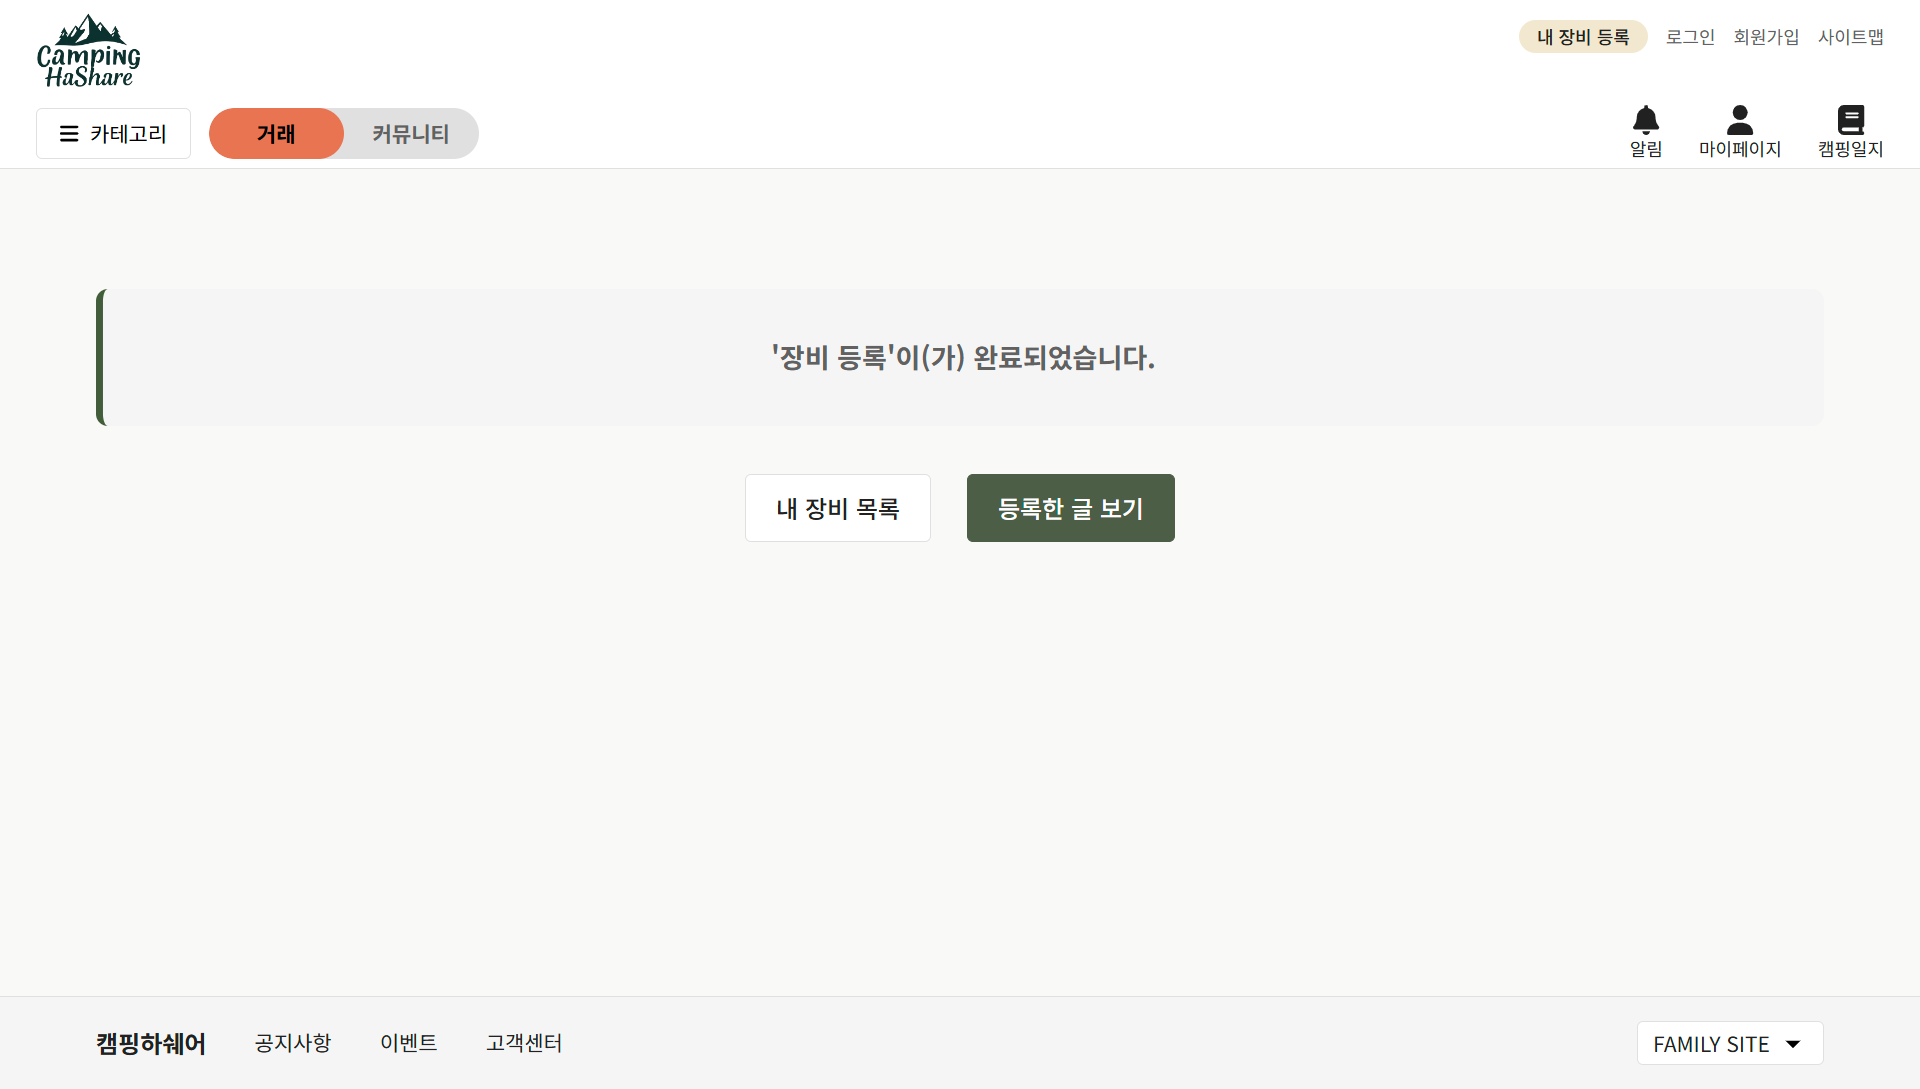 Camping
HaShare
내 장비 등록 로그인 회원가입 사이트맵
카테고리 거래 커뮤니티
알림 마이페이지 캠핑일지
'장비 등록'이(가) 완료되었습니다.
내 장비 목록 등록한 글 보기
캠핑하쉐어 공지사항 이벤트 고객센터 FAMILY SITE